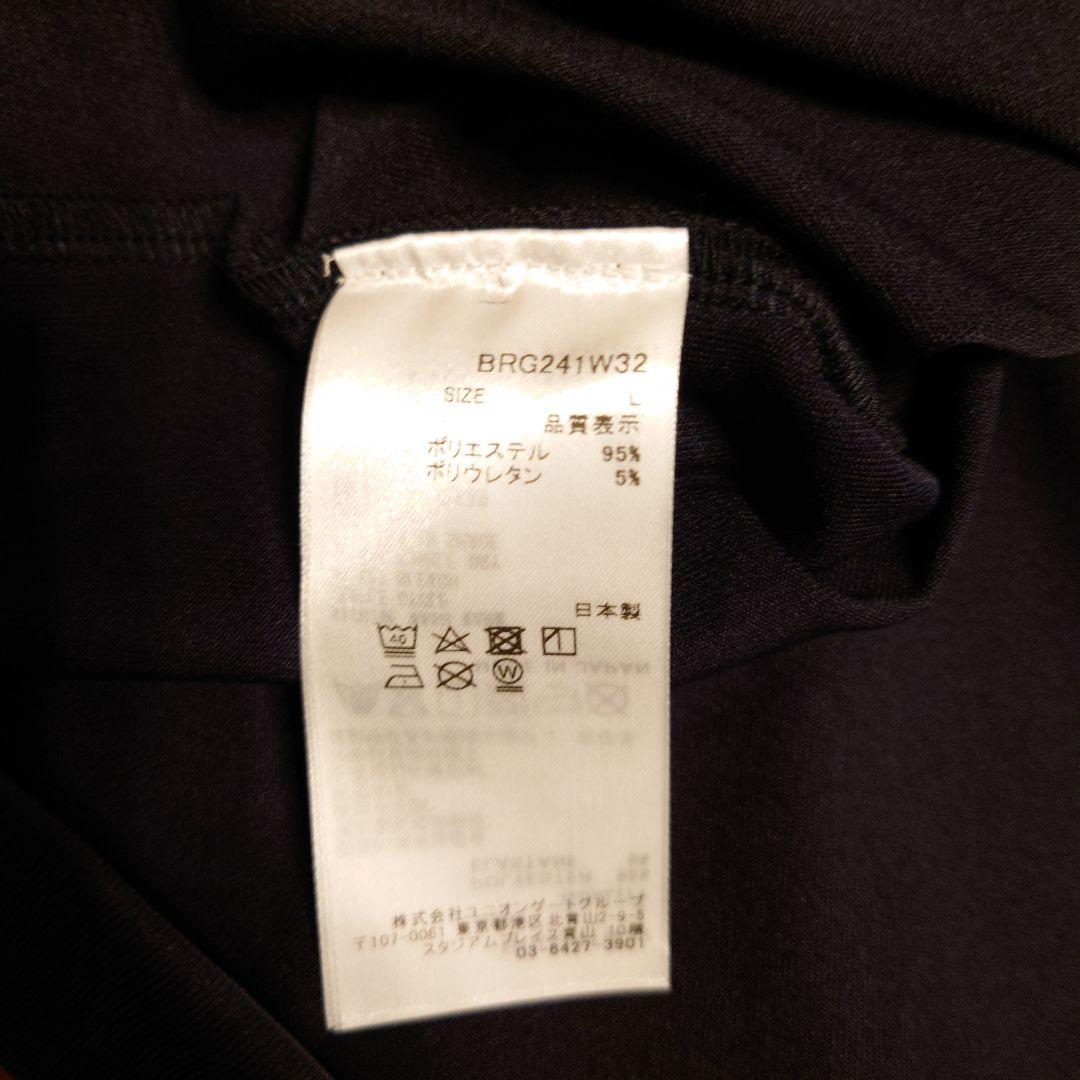 BRG241W32
SIZE L
品質表示
ポリエステル 95%
ポリウレタン 5%
日本製
40
W
株式会社ユニオンゲートグループ
〒107-0061 東京都港区北青山2-9-5
スタジアムプレイス青山 10階
03-6427-3901